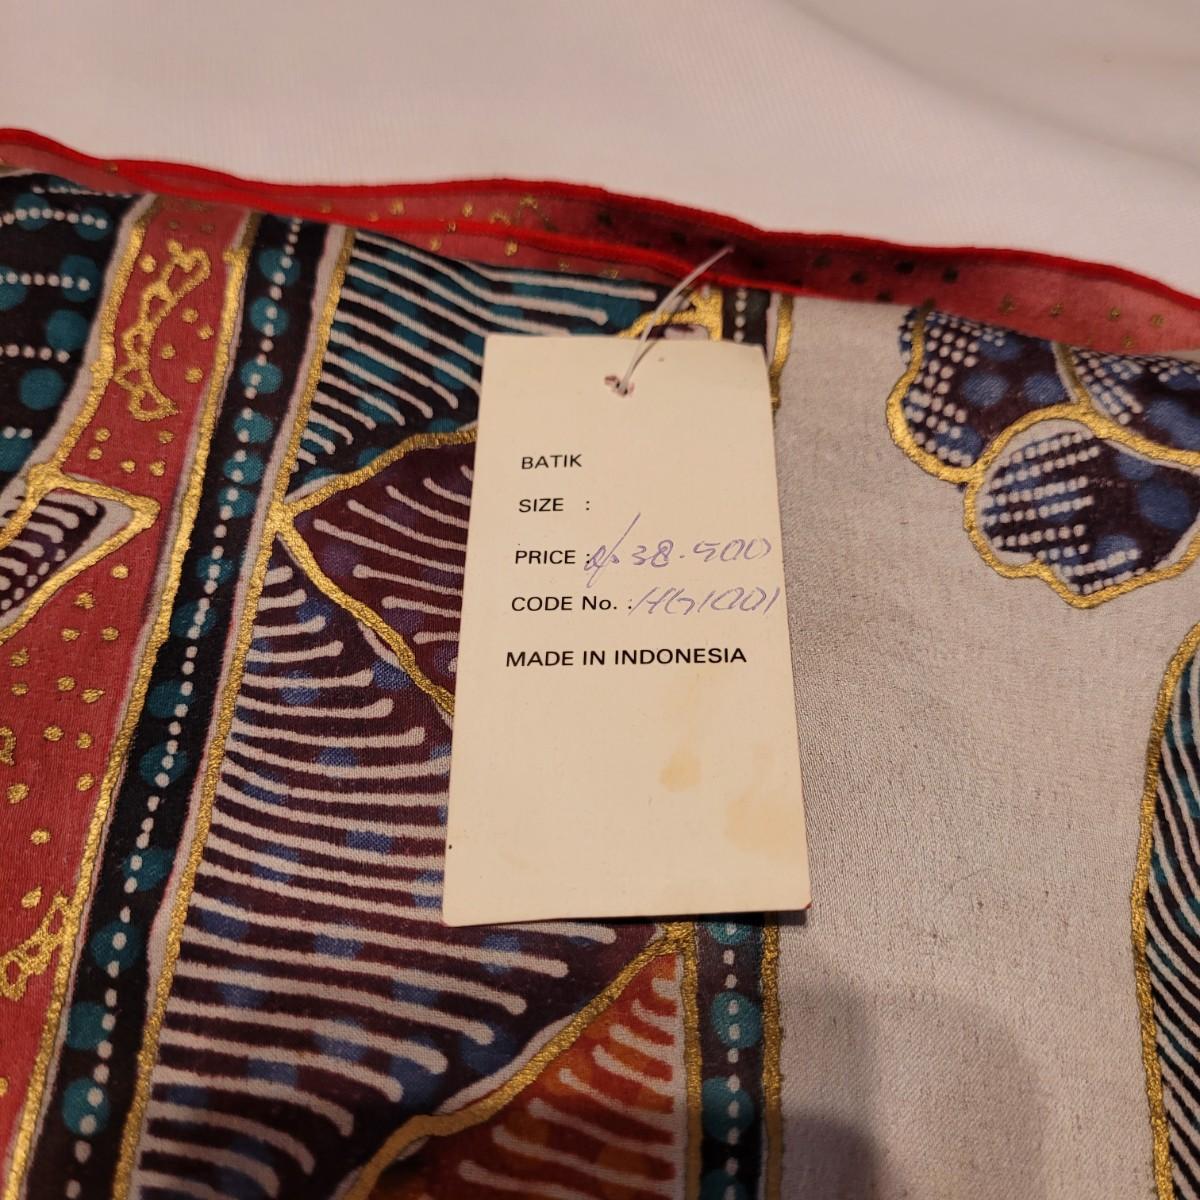 BATIK
SIZE :
PRICE : Rp 38.500
CODE No. : HG1001
MADE IN INDONESIA